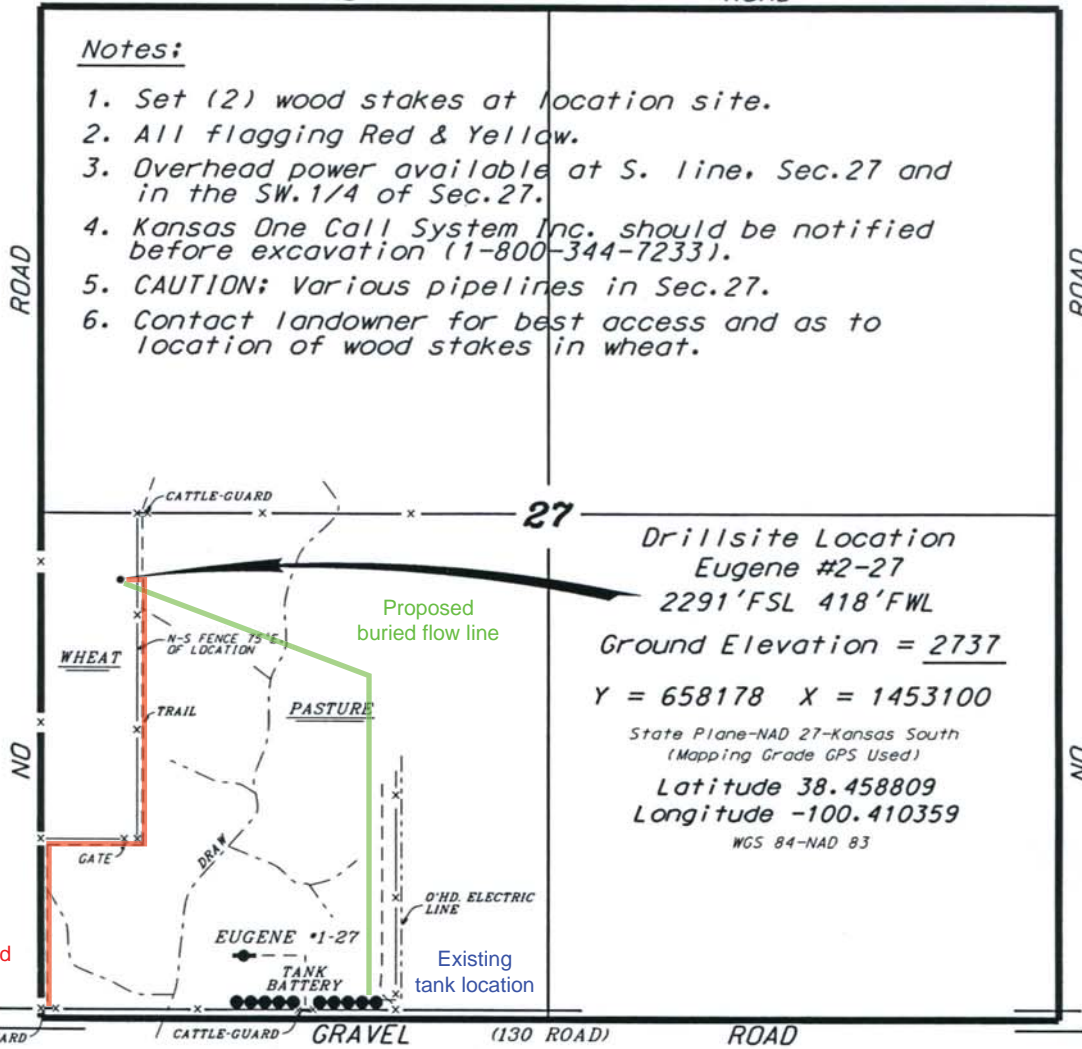 Notes:
1. Set (2) wood stakes at location site.
2. All flagging Red & Yellow.
3. Overhead power available at S. line, Sec.27 and
in the SW.1/4 of Sec.27.
4. Kansas One Call System Inc. should be notified
before excavation (1-800-344-7233).
5. CAUTION: Various pipelines in Sec.27.
6. Contact landowner for best access and as to
location of wood stakes in wheat.
ROAD
ROAD
CATTLE-GUARD
27
Drillsite Location
Eugene #2-27
2291'FSL 418'FWL
Ground Elevation = 2737
Y = 658178 X = 1453100
State Plane-NAD 27-Kansas South
(Mapping Grade GPS Used)
Latitude 38.458809
Longitude -100.410359
WGS 84-NAD 83
Proposed
buried flow line
N-S FENCE 75'E.
OF LOCATION
WHEAT
TRAIL
PASTURE
NO
NO
GATE
DRAW
O'HD. ELECTRIC
LINE
EUGENE #1-27
TANK
BATTERY
Existing
tank location
CATTLE-GUARD
GRAVEL (130 ROAD) ROAD